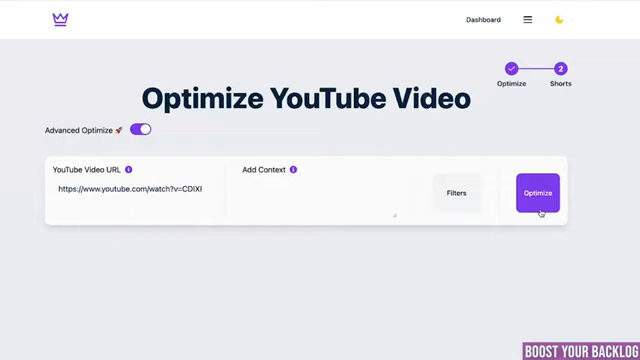 Dashboard
2
Optimize
Shorts
Optimize YouTube Video
Advanced Optimize 🚀
YouTube Video URL
Add Context
https://www.youtube.com/watch?v=CDIXI
Filters
Optimize
BOOST YOUR BACKLOG